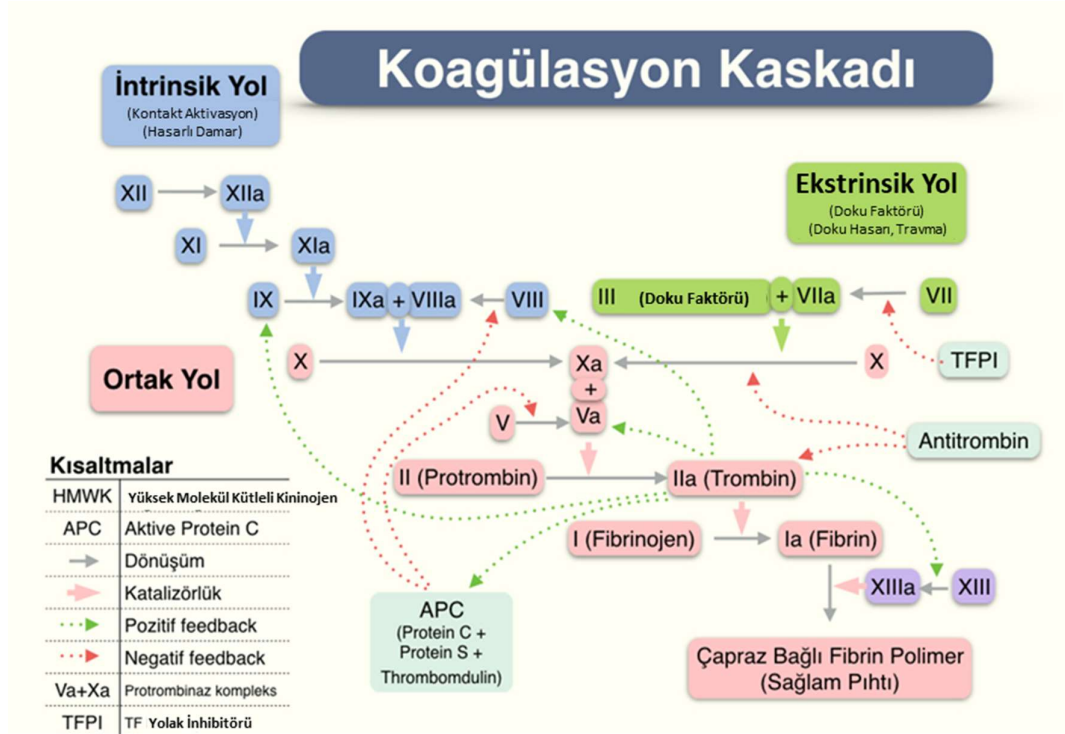 Koagülasyon Kaskadı
İntrinsik Yol
(Kontakt Aktivasyon)
(Hasarlı Damar)
XII
XIIa
Ekstrinsik Yol
(Doku Faktörü)
(Doku Hasarı, Travma)
XI
XIa
IX
IXa + VIIIa
VIII
III (Doku Faktörü) + VIIa
VII
Ortak Yol
X
Xa
+
Va
X
TFPI
V
Antitrombin
II (Protrombin)
IIa (Trombin)
I (Fibrinojen)
Ia (Fibrin)
XIIIa
XIII
APC
(Protein C +
Protein S +
Thrombomdulin)
Çapraz Bağlı Fibrin Polimer
(Sağlam Pıhtı)
Kısaltmalar
HMWK Yüksek Molekül Kütleli Kininojen
APC Aktive Protein C
Dönüşüm
Katalizörlük
Pozitif feedback
Negatif feedback
Va+Xa Protrombinaz kompleks
TFPI TF Yolak İnhibitörü